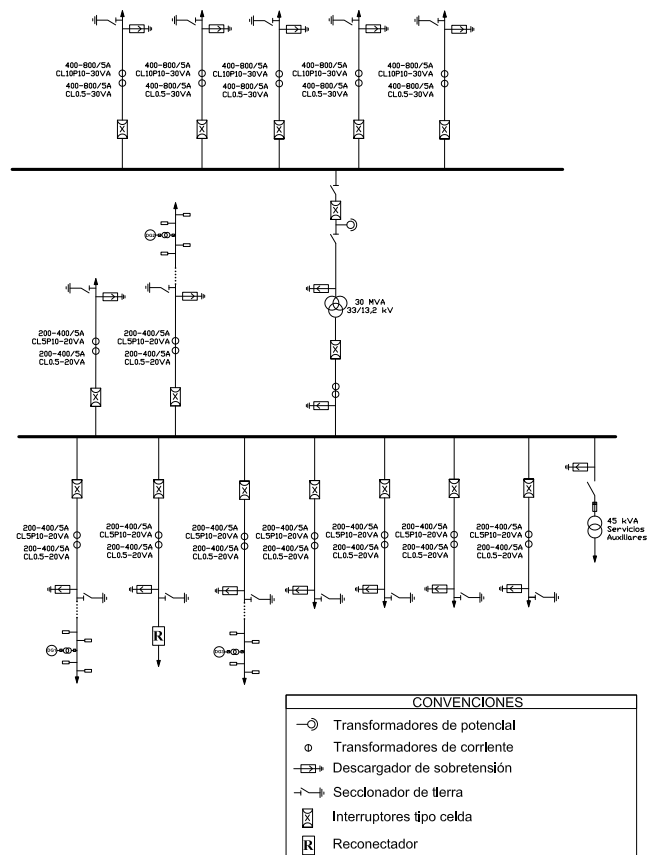 400-800/5A 400-800/5A 400-800/5A 400-800/5A 400-800/5A
CL10P10-30VA CL10P10-30VA CL10P10-30VA CL10P10-30VA CL10P10-30VA
400-800/5A 400-800/5A 400-800/5A 400-800/5A 400-800/5A
CL0.5-30VA CL0.5-30VA CL0.5-30VA CL0.5-30VA CL0.5-30VA
DG2
30 MVA
33/13,2 kV
200-400/5A 200-400/5A
CL5P10-20VA CL5P10-20VA
200-400/5A 200-400/5A
CL0.5-20VA CL0.5-20VA
45 kVA
Servicios
Auxiliares
200-400/5A 200-400/5A 200-400/5A 200-400/5A 200-400/5A 200-400/5A 200-400/5A
CL5P10-20VA CL5P10-20VA CL5P10-20VA CL5P10-20VA CL5P10-20VA CL5P10-20VA CL5P10-20VA
200-400/5A 200-400/5A 200-400/5A 200-400/5A 200-400/5A 200-400/5A 200-400/5A
CL0.5-20VA CL0.5-20VA CL0.5-20VA CL0.5-20VA CL0.5-20VA CL0.5-20VA CL0.5-20VA
R
DG1 DG3
CONVENCIONES
Transformadores de potencial
Transformadores de corriente
Descargador de sobretensión
Seccionador de tierra
Interruptores tipo celda
R Reconectador